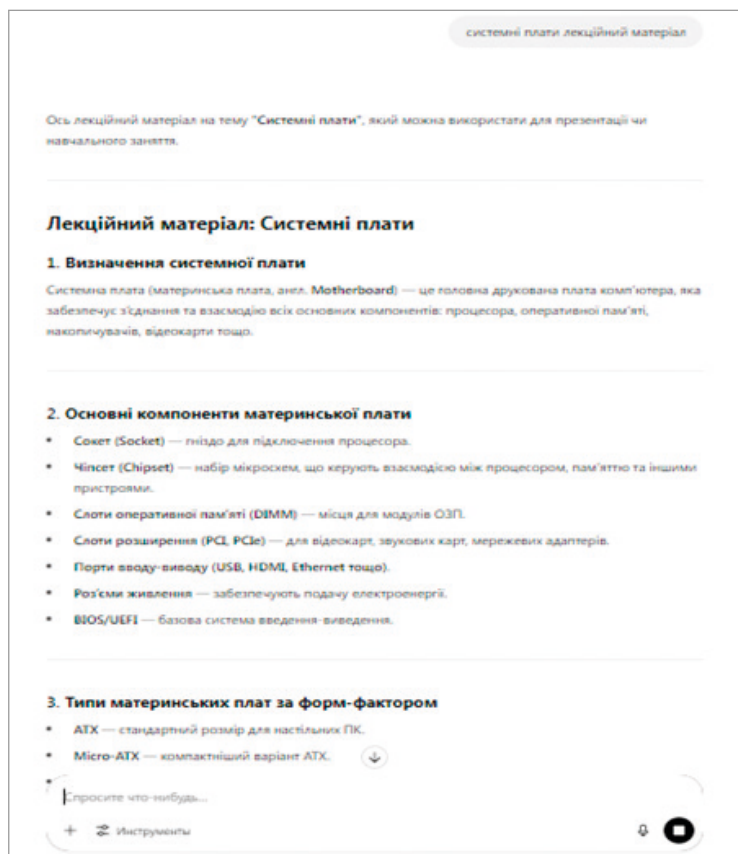 системні плати лекційний матеріал
Ось лекційний матеріал на тему "Системні плати", який можна використати для презентації чи
навчального заняття.
Лекційний матеріал: Системні плати
1. Визначення системної плати
Системна плата (материнська плата, англ. Motherboard) — це головна друкована плата комп'ютера, яка
забезпечує з'єднання та взаємодію всіх основних компонентів: процесора, оперативної пам'яті,
накопичувачів, відеокарти тощо.
2. Основні компоненти материнської плати
• Сокет (Socket) — гніздо для підключення процесора.
• Чіпсет (Chipset) — набір мікросхем, що керують взаємодією між процесором, пам'яттю та іншими
пристроями.
• Слоти оперативної пам'яті (DIMM) — місця для модулів ОЗП.
• Слоти розширення (PCI, PCIe) — для відеокарт, звукових карт, мережевих адаптерів.
• Порти вводу-виводу (USB, HDMI, Ethernet тощо).
• Роз'єми живлення — забезпечують подачу електроенергії.
• BIOS/UEFI — базова система введення-виведення.
3. Типи материнських плат за форм-фактором
• ATX — стандартний розмір для настільних ПК.
• Micro-ATX — компактніший варіант ATX.
Спросите что-нибудь...
Инструменты